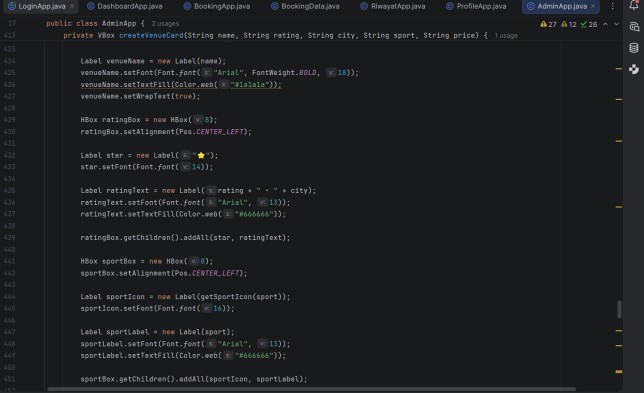 LoginApp.java × DashboardApp.java BookingApp.java BookingData.java RiwayatApp.java ProfileApp.java AdminApp.java ×
17 public class AdminApp { 2 usages 27 12 26
413 private VBox createVenueCard(String name, String rating, String city, String sport, String price) { 1 usage
423
424 Label venueName = new Label(name);
425 venueName.setFont(Font.font( s: "Arial", FontWeight.BOLD, v: 18));
426 venueName.setTextFill(Color.web( s: "#1a1a1a"));
427 venueName.setWrapText(true);
428
429 HBox ratingBox = new HBox( v: 8);
430 ratingBox.setAlignment(Pos.CENTER_LEFT);
431
432 Label star = new Label( s: "⭐");
433 star.setFont(Font.font( v: 14));
434
435 Label ratingText = new Label( s: rating + " • " + city);
436 ratingText.setFont(Font.font( s: "Arial", v: 13));
437 ratingText.setTextFill(Color.web( s: "#666666"));
438
439 ratingBox.getChildren().addAll(star, ratingText);
440
441 HBox sportBox = new HBox( v: 8);
442 sportBox.setAlignment(Pos.CENTER_LEFT);
443
444 Label sportIcon = new Label(getSportIcon(sport));
445 sportIcon.setFont(Font.font( v: 16));
446
447 Label sportLabel = new Label(sport);
448 sportLabel.setFont(Font.font( s: "Arial", v: 13));
449 sportLabel.setTextFill(Color.web( s: "#666666"));
450
451 sportBox.getChildren().addAll(sportIcon, sportLabel);